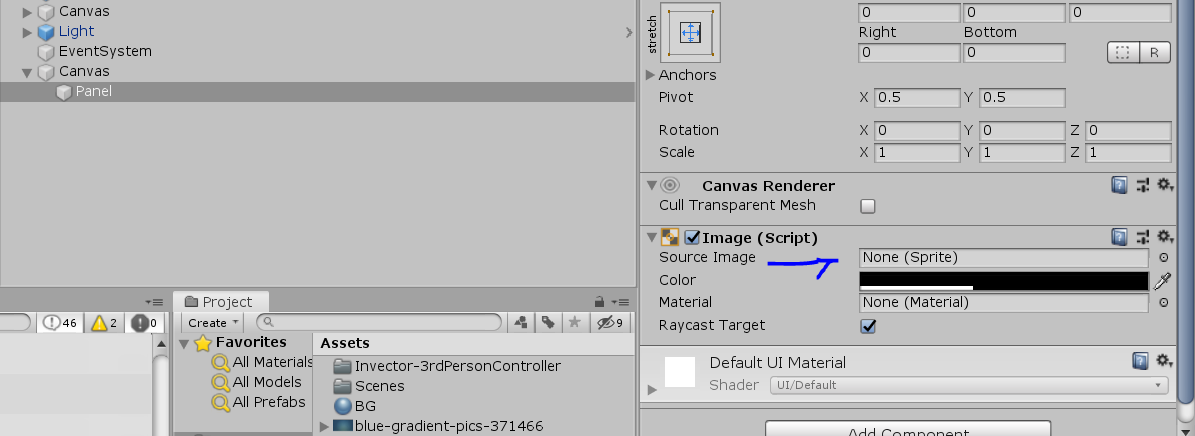 Canvas
Light
EventSystem
Canvas
Panel
stretch
0 0 0
Right Bottom
0 0 R
Anchors
Pivot X 0.5 Y 0.5
Rotation X 0 Y 0 Z 0
Scale X 1 Y 1 Z 1
Canvas Renderer
Cull Transparent Mesh
Image (Script)
Source Image None (Sprite)
Color
Material None (Material)
Raycast Target
Default UI Material
Shader UI/Default
Add Component
Project
46 2 0
Create 9
Favorites
All Materials
All Models
All Prefabs
Assets
Invector-3rdPersonController
Scenes
BG
blue-gradient-pics-371466